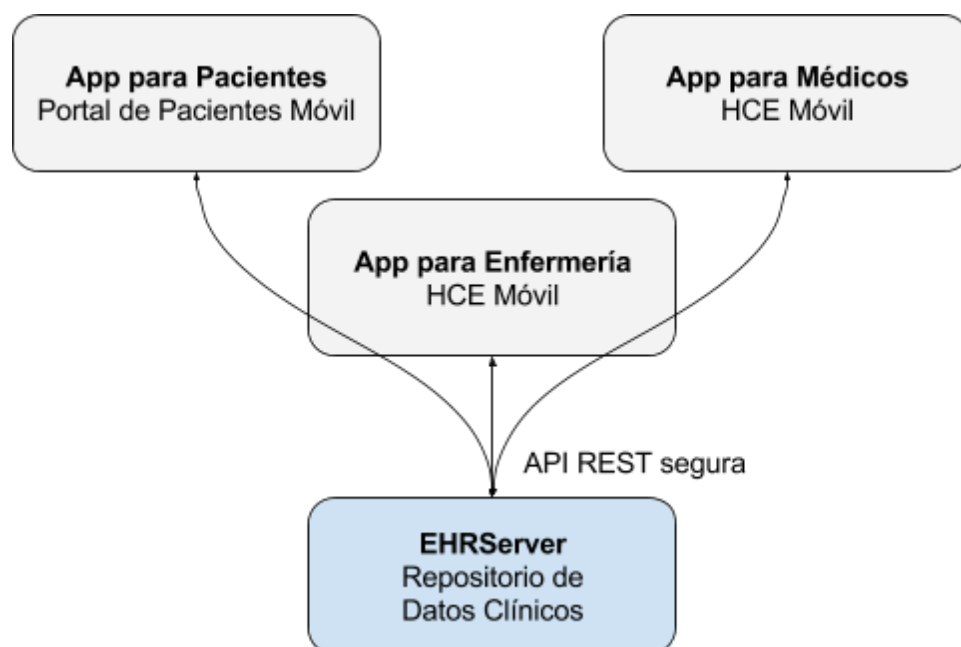 App para Pacientes
Portal de Pacientes Móvil
App para Médicos
HCE Móvil
App para Enfermería
HCE Móvil
API REST segura
EHRServer
Repositorio de
Datos Clínicos